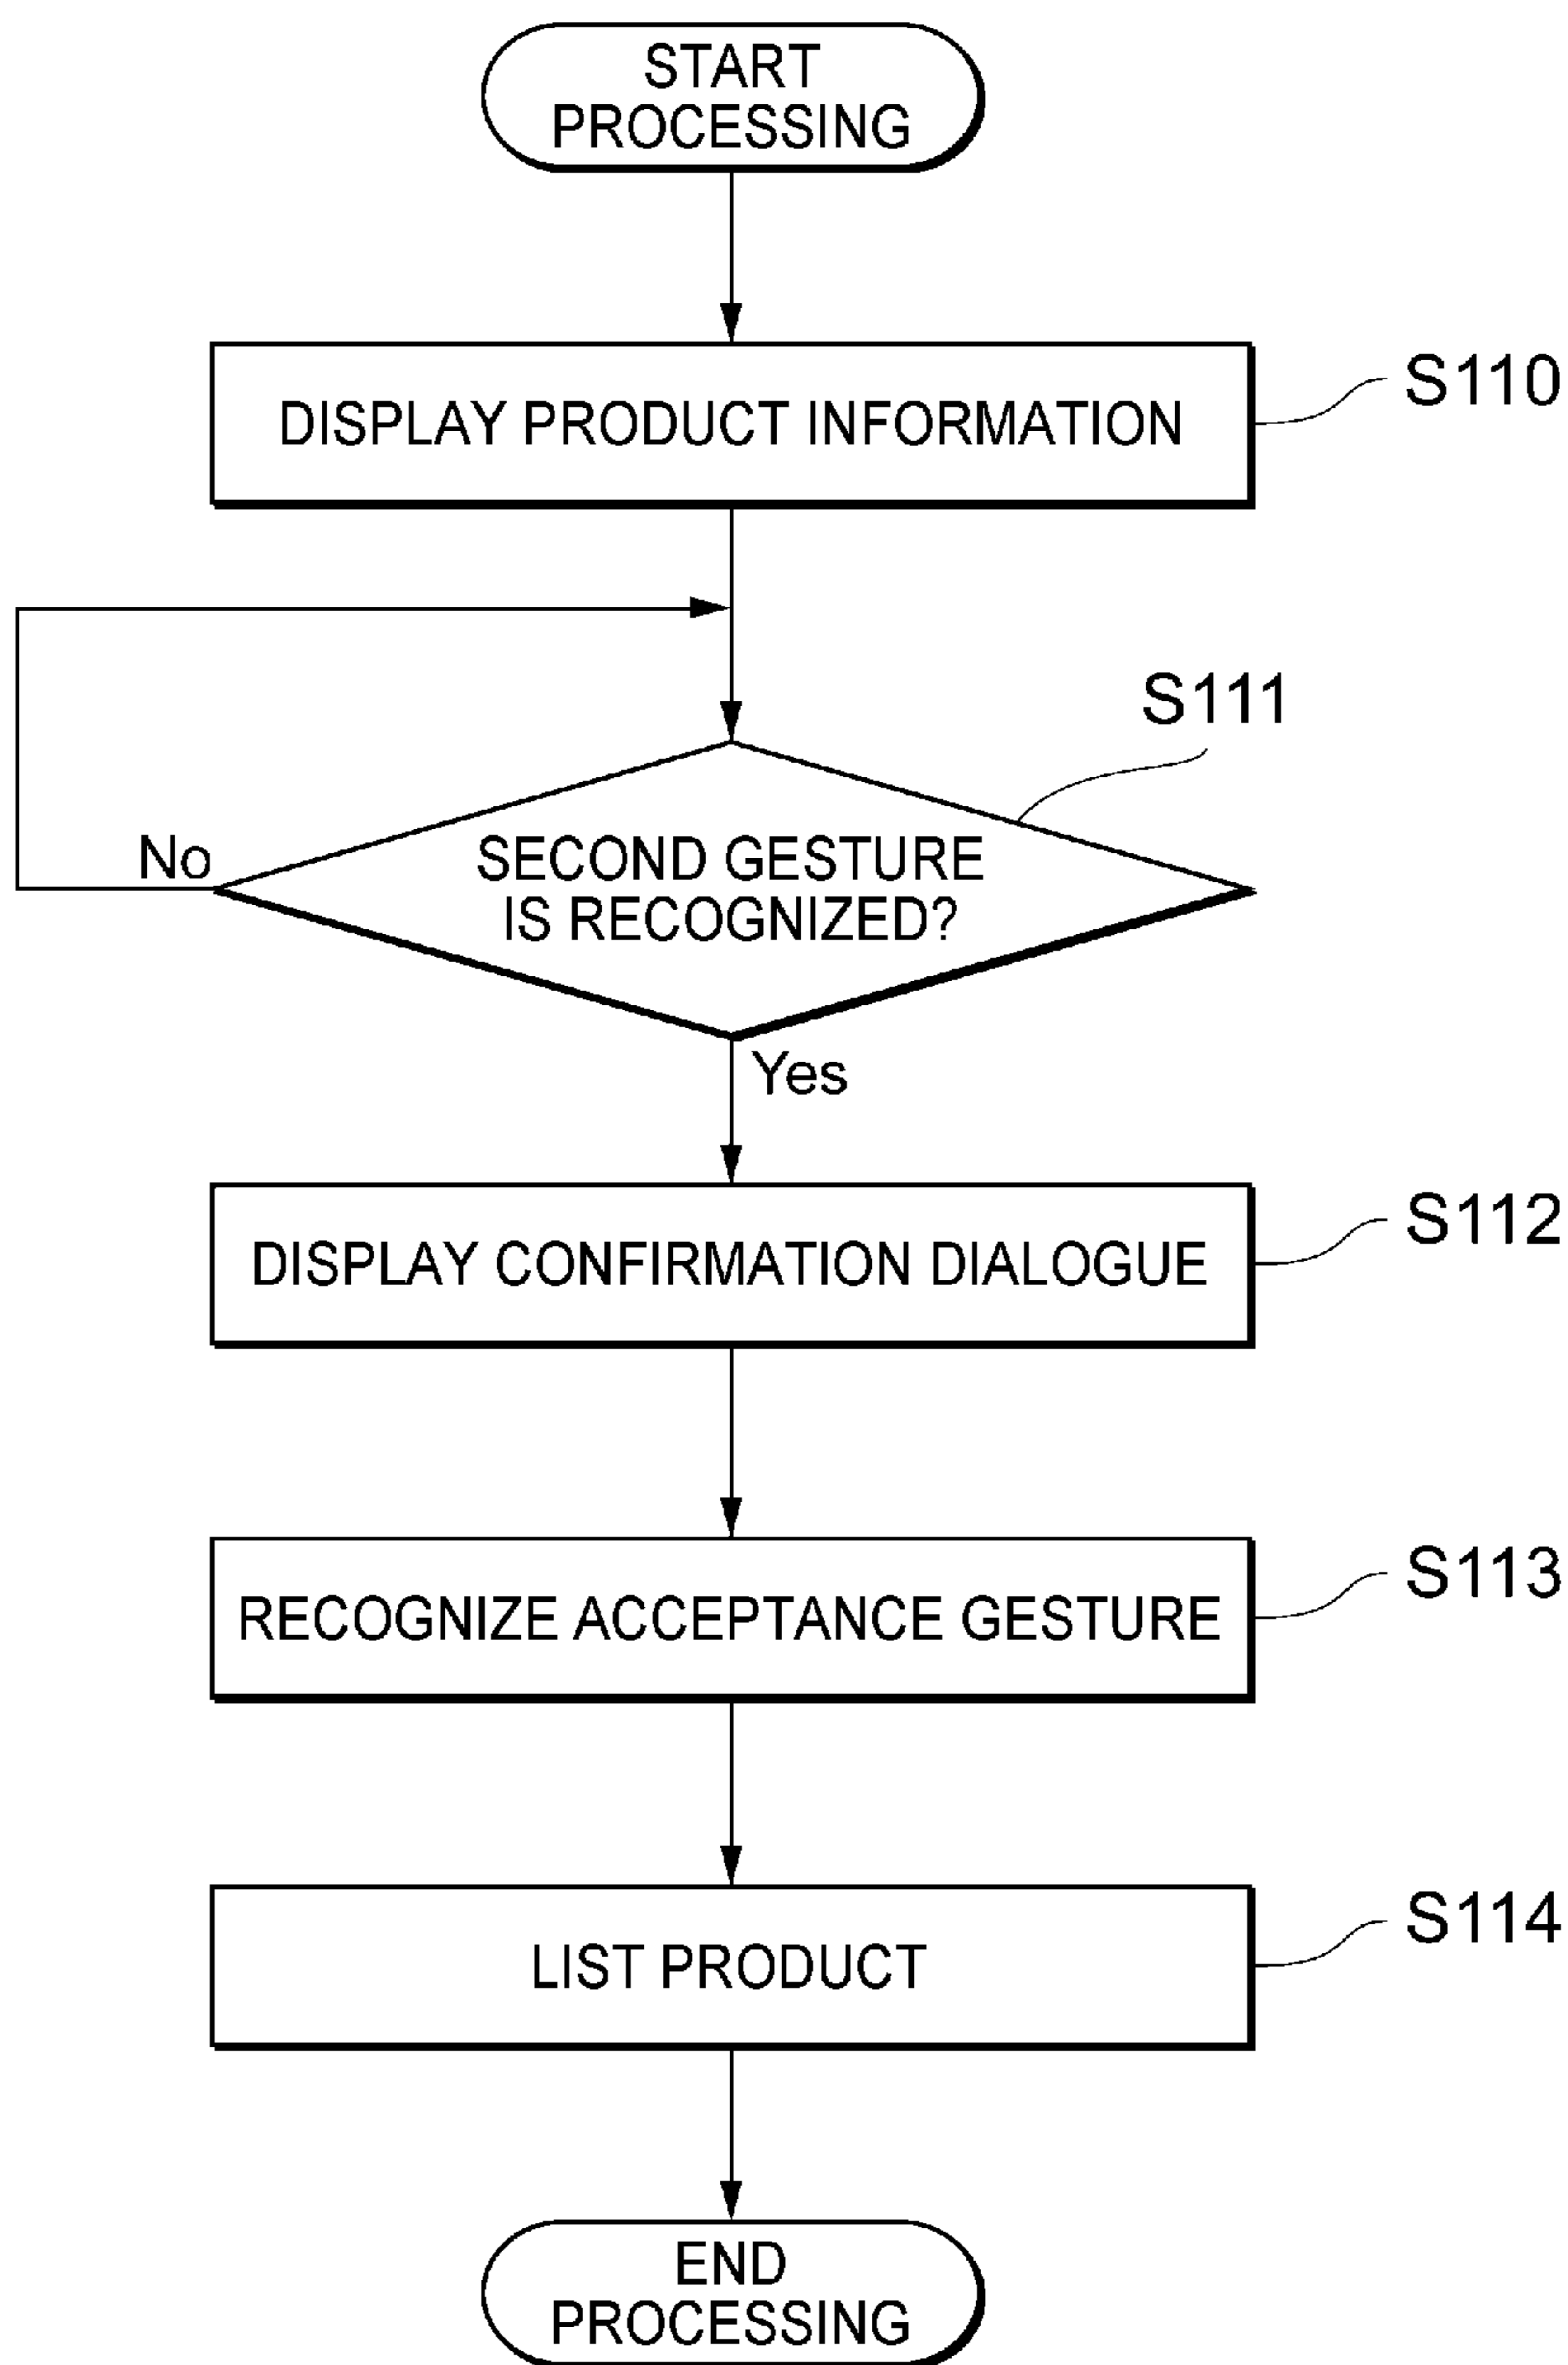 START
PROCESSING
DISPLAY PRODUCT INFORMATION
S110
S111
No
SECOND GESTURE
IS RECOGNIZED?
Yes
DISPLAY CONFIRMATION DIALOGUE
S112
RECOGNIZE ACCEPTANCE GESTURE
S113
LIST PRODUCT
S114
END
PROCESSING